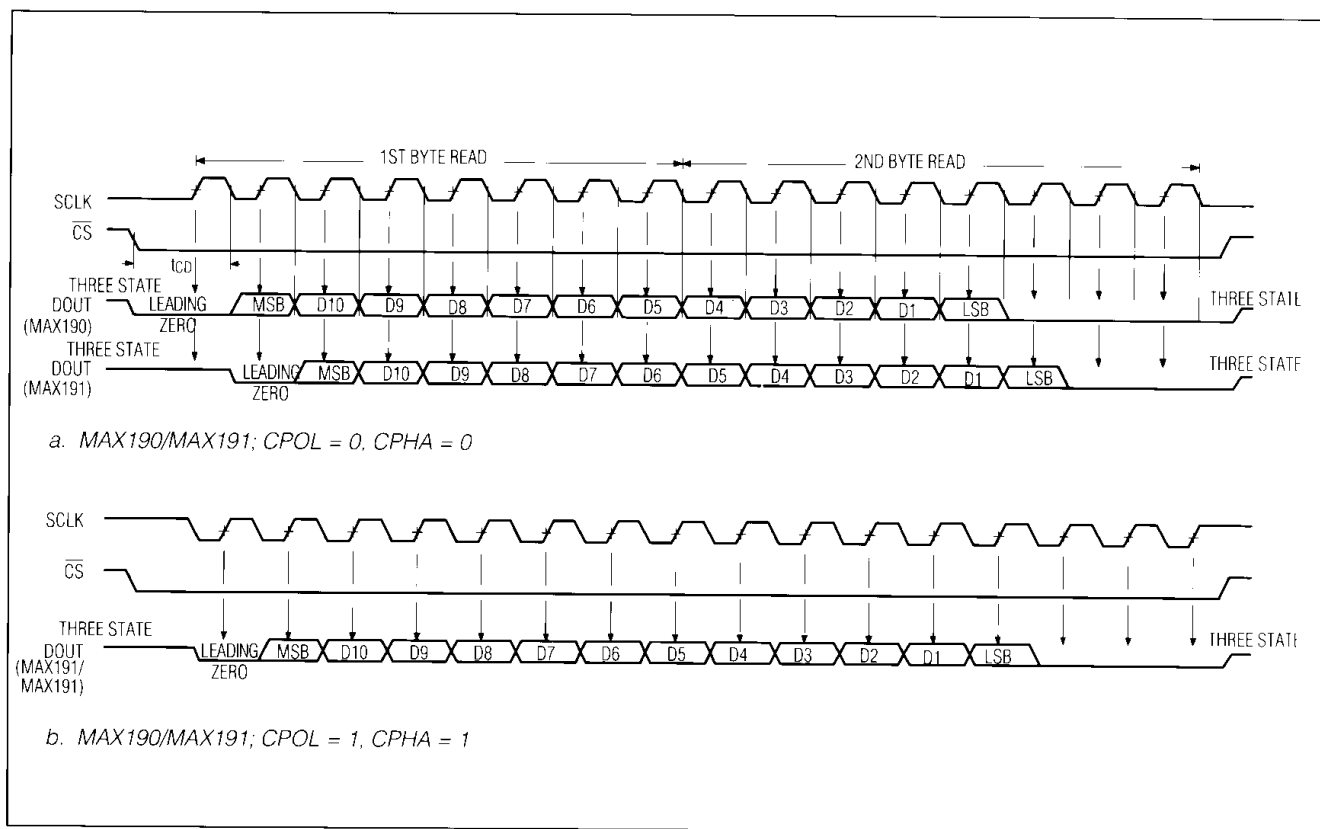 1ST BYTE READ 2ND BYTE READ
SCLK
CS
tCD
THREE STATE THREE STATE
DOUT LEADING MSB D10 D9 D8 D7 D6 D5 D4 D3 D2 D1 LSB
(MAX190) ZERO
THREE STATE THREE STATE
DOUT LEADING MSB D10 D9 D8 D7 D6 D5 D4 D3 D2 D1 LSB
(MAX191) ZERO
a. MAX190/MAX191; CPOL = 0, CPHA = 0
SCLK
CS
THREE STATE THREE STATE
DOUT LEADING MSB D10 D9 D8 D7 D6 D5 D4 D3 D2 D1 LSB
(MAX191/ ZERO
MAX191)
b. MAX190/MAX191; CPOL = 1, CPHA = 1